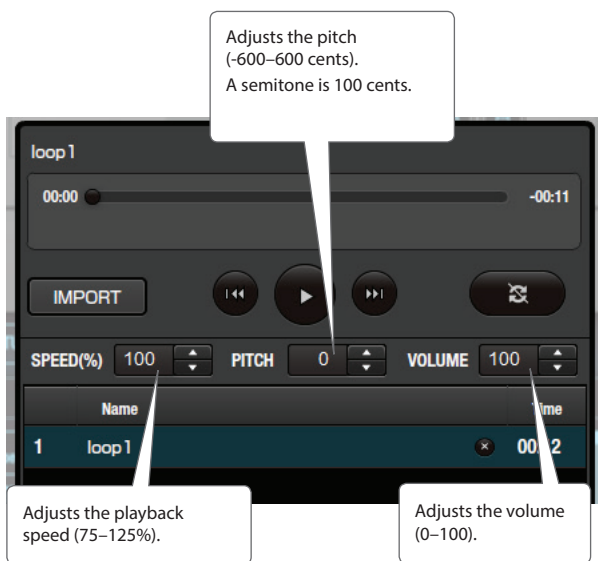 Adjusts the pitch
(-600–600 cents).
A semitone is 100 cents.
loop1
00:00 -00:11
IMPORT
SPEED(%) 100 PITCH 0 VOLUME 100
Name
1 loop1
Adjusts the playback
speed (75–125%).
Adjusts the volume
(0–100).